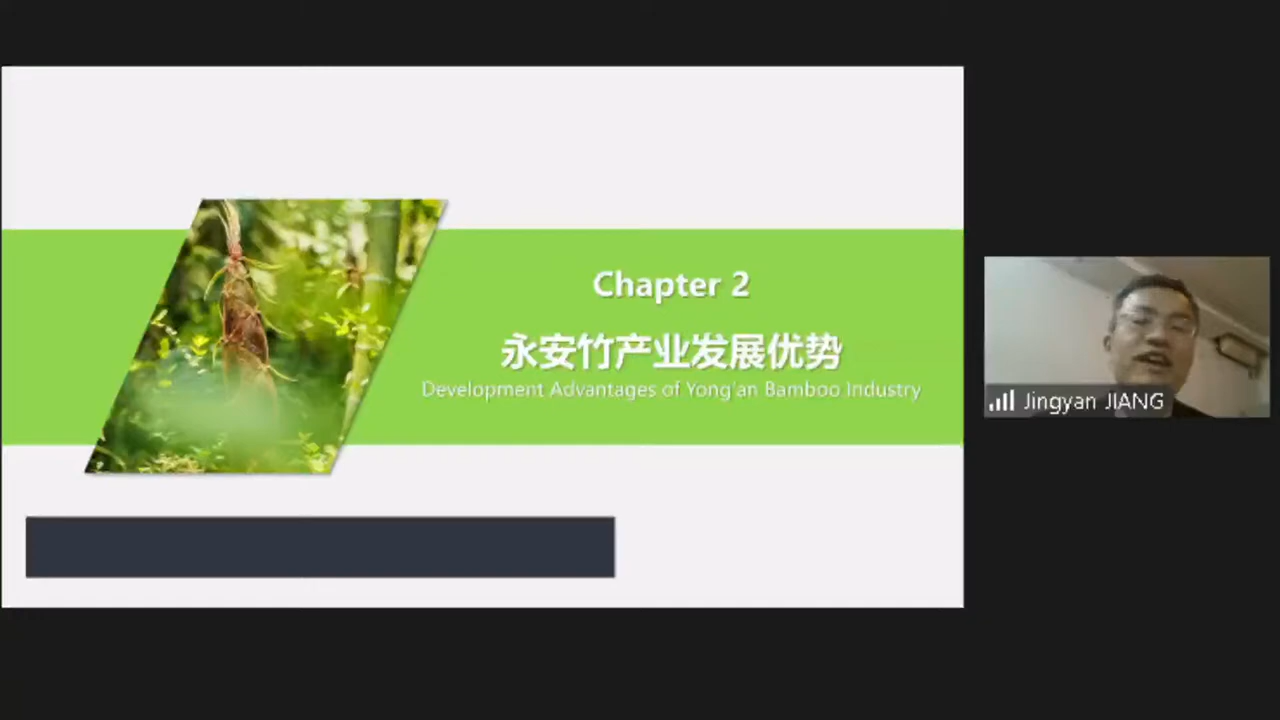 Chapter 2
永安竹产业发展优势
Development Advantages of Yong'an Bamboo Industry
Jingyan JIANG